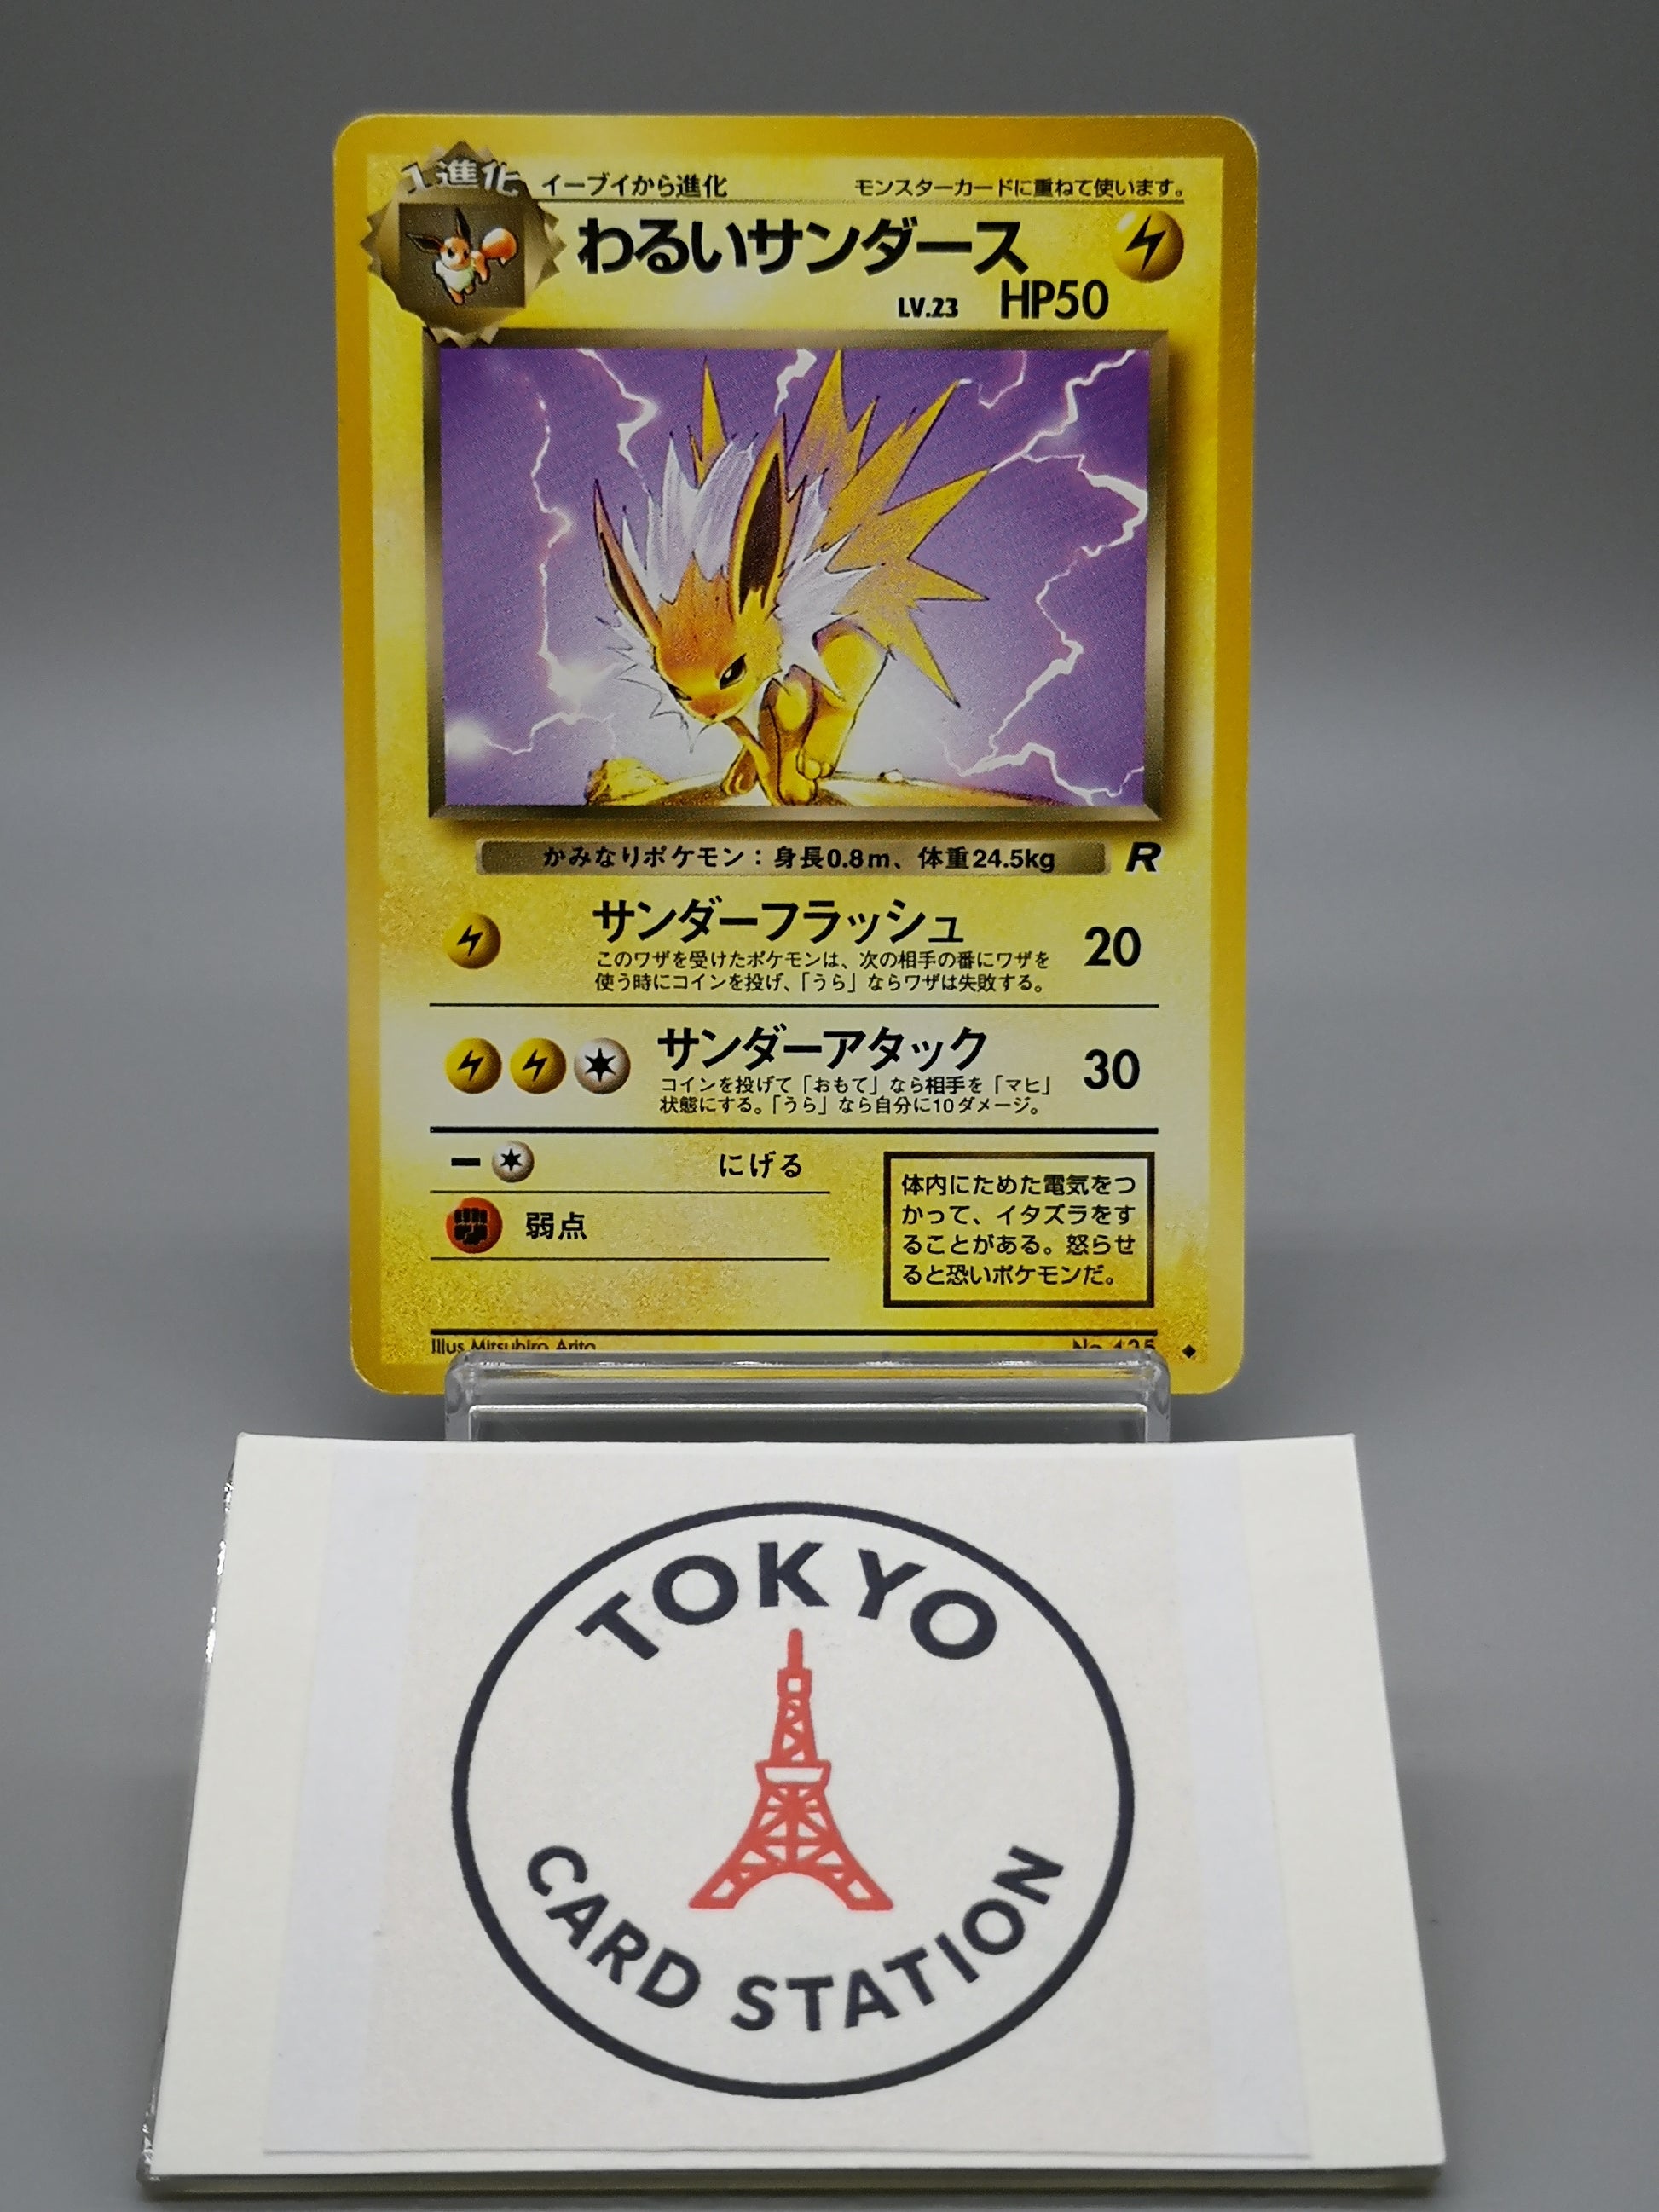 1進化
イーブイから進化
モンスターカードに重ねて使います。
わるいサンダース
LV.23 HP50
かみなりポケモン：身長0.8m、体重24.5kg
R
サンダーフラッシュ 20
このワザを受けたポケモンは、次の相手の番にワザを
使う時にコインを投げ、「うら」ならワザは失敗する。
サンダーアタック 30
コインを投げて「おもて」なら相手を「マヒ」
状態にする。「うら」なら自分に10ダメージ。
にげる
弱点
体内にためた電気をつ
かって、イタズラをす
ることがある。怒らせ
ると恐いポケモンだ。
Illus Mitsuhiro Arita
No.135
TOKYO
CARD STATION